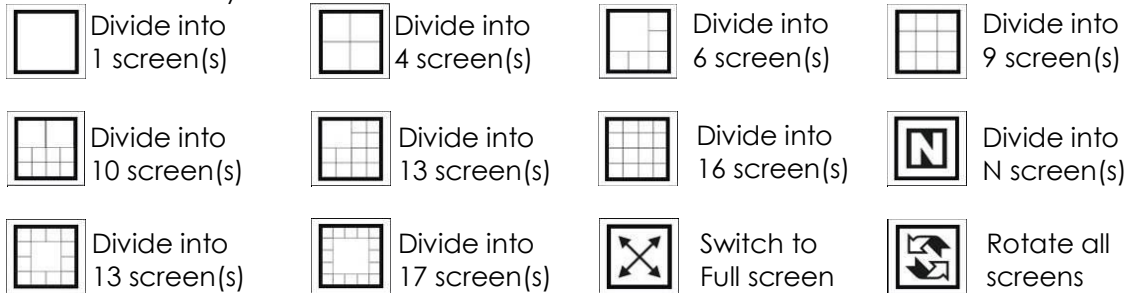 Divide into
1 screen(s)
Divide into
4 screen(s)
Divide into
6 screen(s)
Divide into
9 screen(s)
Divide into
10 screen(s)
Divide into
13 screen(s)
Divide into
16 screen(s)
N
Divide into
N screen(s)
Divide into
13 screen(s)
Divide into
17 screen(s)
Switch to
Full screen
Rotate all
screens